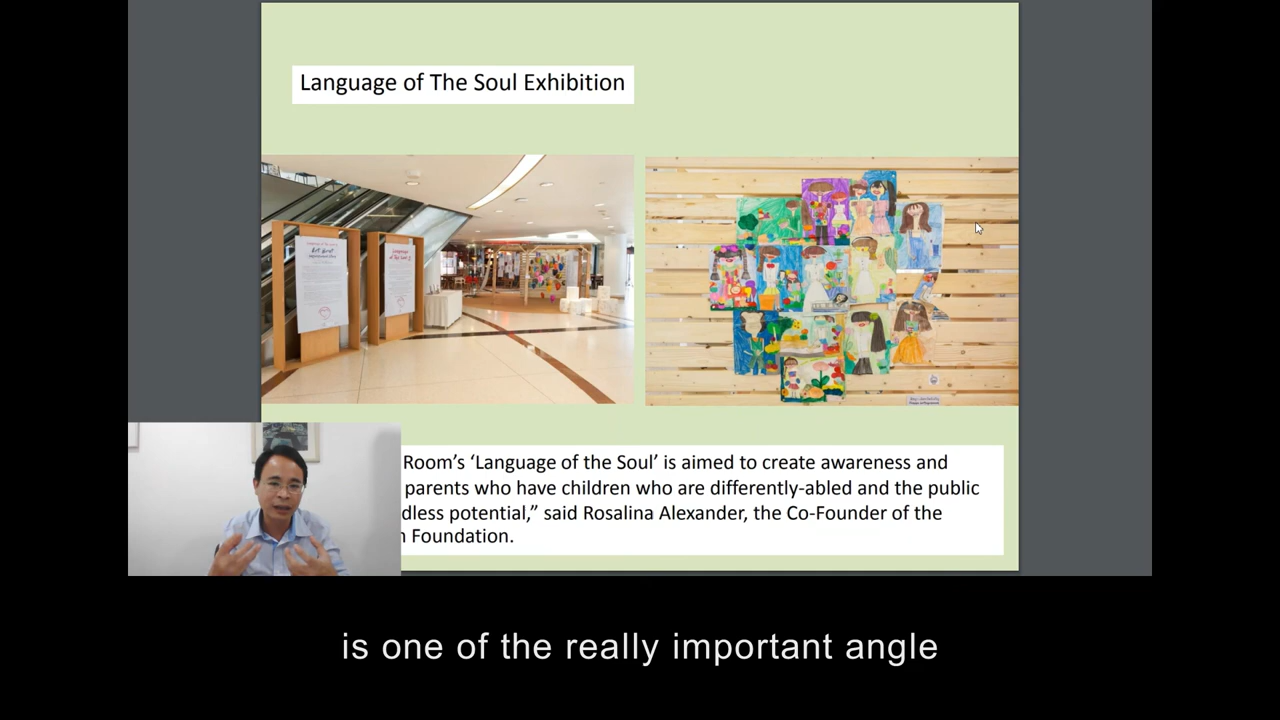 Language of The Soul Exhibition
Room's 'Language of the Soul' is aimed to create awareness and
parents who have children who are differently-abled and the public
dless potential,” said Rosalina Alexander, the Co-Founder of the
Foundation.
is one of the really important angle